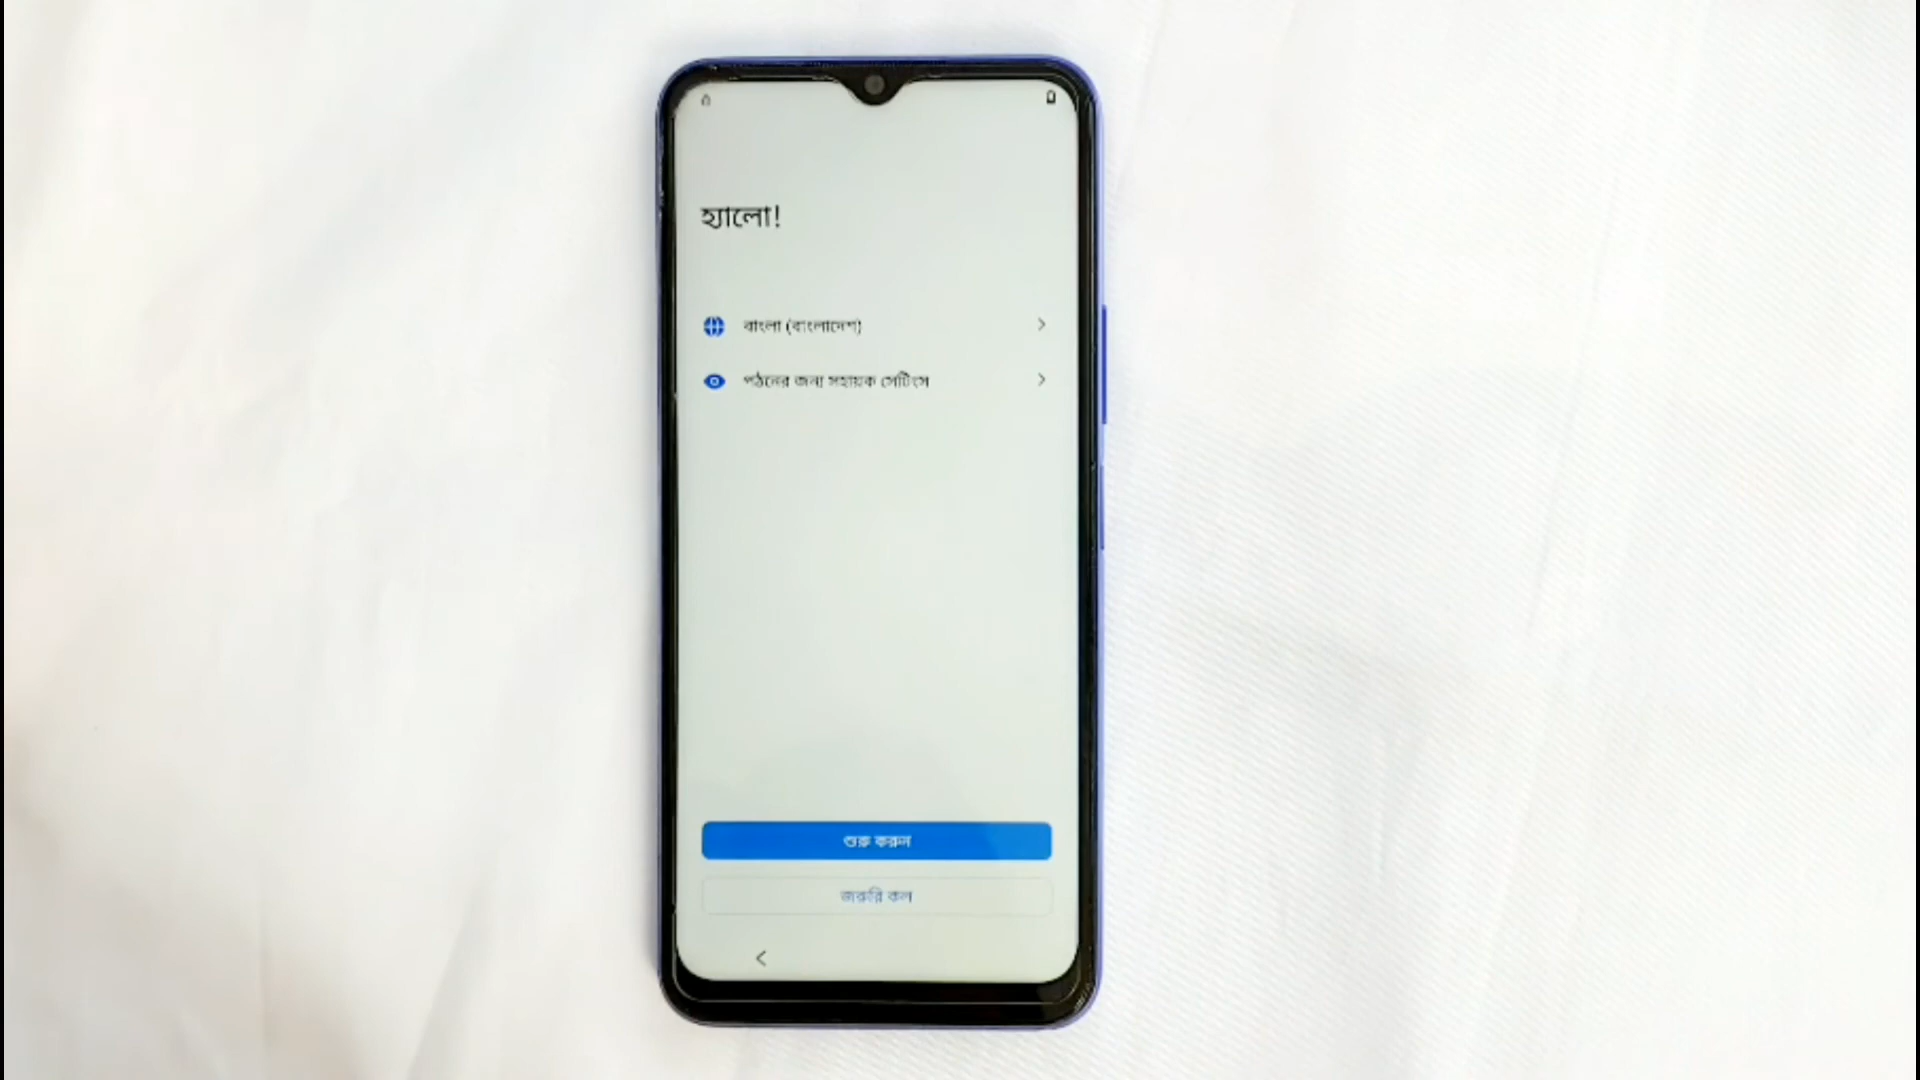 হ্যালো!
বাংলা (বাংলাদেশ)
পঠনের জন্য সহায়ক সেটিংস
শুরু করুন
জরুরি কল